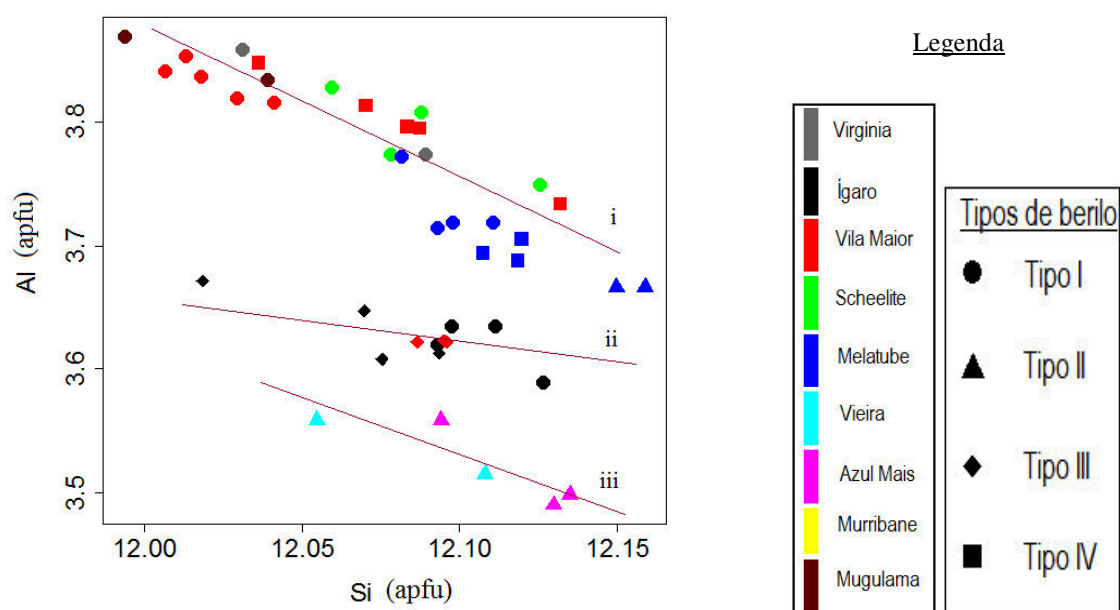 3.8
3.7
3.6
3.5
Al (apfu)
i
ii
iii
12.00 12.05 12.10 12.15
Si (apfu)
Legenda
Virgínia
Ígaro
Vila Maior
Scheelite
Melatube
Vieira
Azul Mais
Murribane
Mugulama
Tipos de berilo
Tipo I
Tipo II
Tipo III
Tipo IV